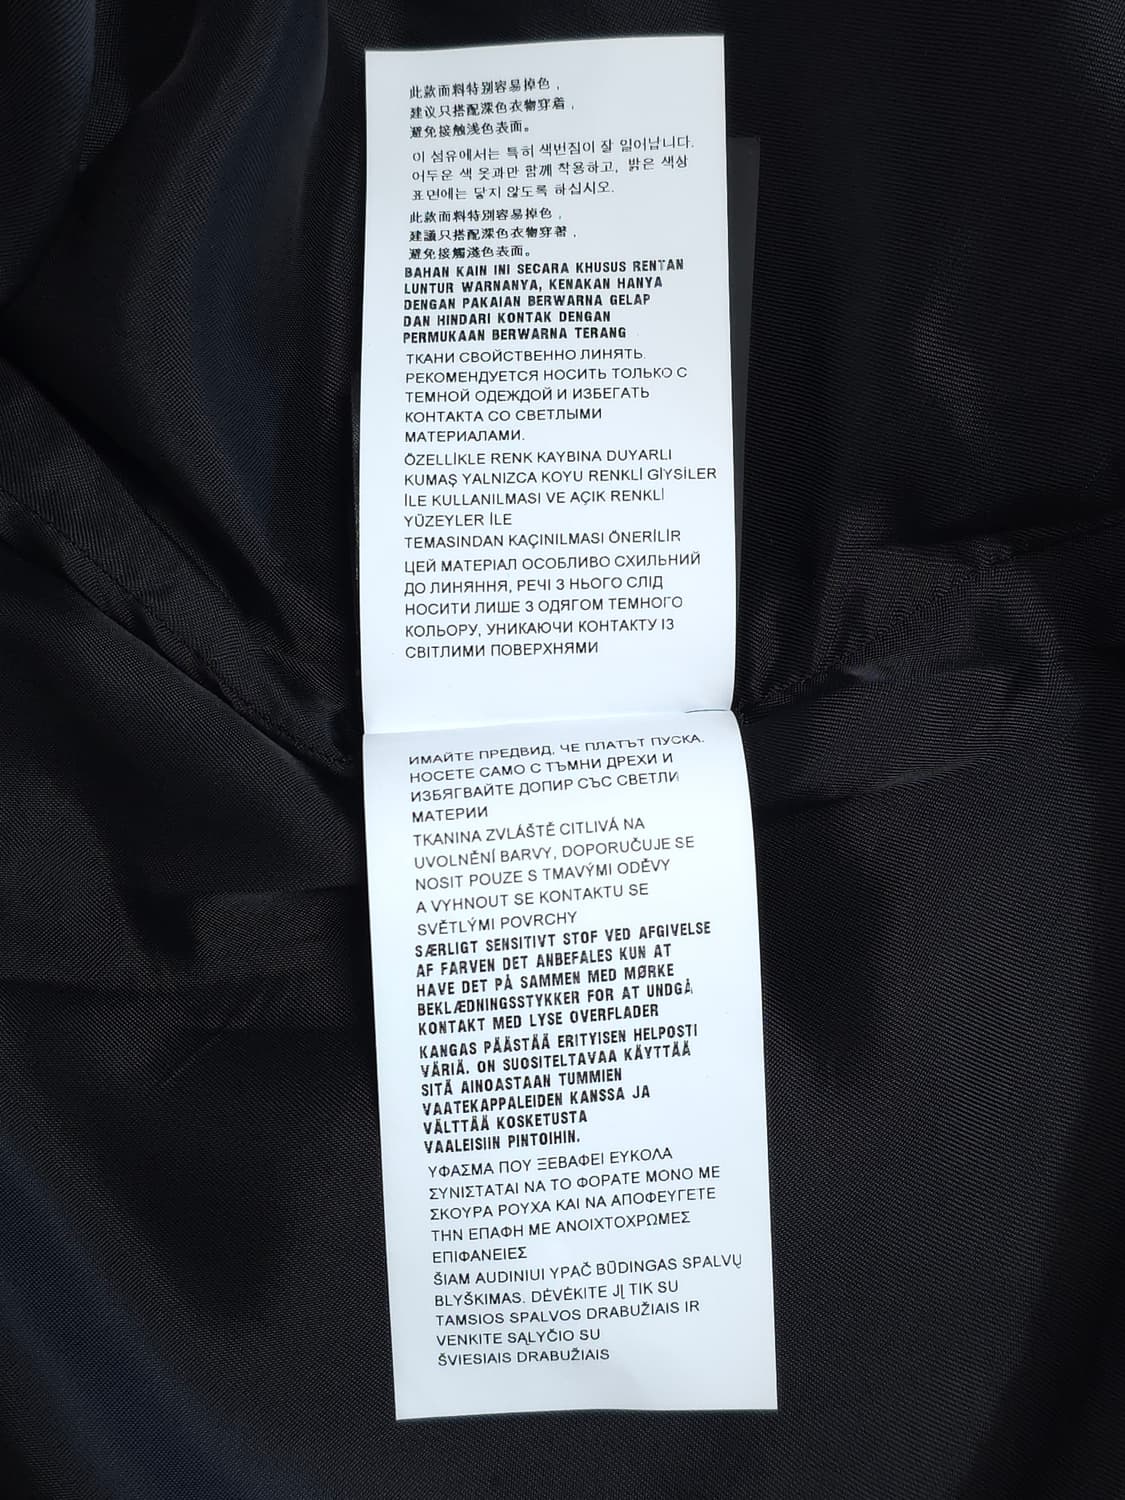 此款面料特别容易掉色，
建议只搭配深色衣物穿着，
避免接触浅色表面。
이 섬유에서는 특히 색번짐이 잘 일어납니다.
어두운 색 옷과만 함께 착용하고, 밝은 색상
표면에는 닿지 않도록 하십시오.
此款面料特別容易掉色，
建議只搭配深色衣物穿著，
避免接觸淺色表面。
BAHAN KAIN INI SECARA KHUSUS RENTAN
LUNTUR WARNANYA, KENAKAN HANYA
DENGAN PAKAIAN BERWARNA GELAP
DAN HINDARI KONTAK DENGAN
PERMUKAAN BERWARNA TERANG
ТКАНИ СВОЙСТВЕННО ЛИНЯТЬ.
РЕКОМЕНДУЕТСЯ НОСИТЬ ТОЛЬКО С
ТЕМНОЙ ОДЕЖДОЙ И ИЗБЕГАТЬ
КОНТАКТА СО СВЕТЛЫМИ
МАТЕРИАЛАМИ.
ÖZELLİKLE RENK KAYBINA DUYARLI
KUMAŞ YALNIZCA KOYU RENKLİ GİYSİLER
İLE KULLANILMASI VE AÇIK RENKLİ
YÜZEYLER İLE
TEMASINDAN KAÇINILMASI ÖNERİLİR
ЦЕЙ МАТЕРІАЛ ОСОБЛИВО СХИЛЬНИЙ
ДО ЛИНЯННЯ, РЕЧІ З НЬОГО СЛІД
НОСИТИ ЛИШЕ З ОДЯГОМ ТЕМНОГО
КОЛЬОРУ, УНИКАЮЧИ КОНТАКТУ ІЗ
СВІТЛИМИ ПОВЕРХНЯМИ
ИМАЙТЕ ПРЕДВИД, ЧЕ ПЛАТЪТ ПУСКА.
НОСЕТЕ САМО С ТЪМНИ ДРЕХИ И
ИЗБЯГВАЙТЕ ДОПИР СЪС СВЕТЛИ
МАТЕРИИ
TKANINA ZVLÁŠTĚ CITLIVÁ NA
UVOLNĚNÍ BARVY, DOPORUČUJE SE
NOSIT POUZE S TMAVÝMI ODĚVY
A VYHNOUT SE KONTAKTU SE
SVĚTLÝMI POVRCHY
SÆRLIGT SENSITIVT STOF VED AFGIVELSE
AF FARVEN DET ANBEFALES KUN AT
HAVE DET PÅ SAMMEN MED MØRKE
BEKLÆDNINGSSTYKKER FOR AT UNDGÅ
KONTAKT MED LYSE OVERFLADER
KANGAS PÄÄSTÄÄ ERITYISEN HELPOSTI
VÄRIÄ. ON SUOSITELTAVAA KÄYTTÄÄ
SITÄ AINOASTAAN TUMMIEN
VAATEKAPPALEIDEN KANSSA JA
VÄLTTÄÄ KOSKETUSTA
VAALEISIIN PINTOIHIN.
ΥΦΑΣΜΑ ΠΟΥ ΞΕΒΑΦΕΙ ΕΥΚΟΛΑ
ΣΥΝΙΣΤΑΤΑΙ ΝΑ ΤΟ ΦΟΡΑΤΕ ΜΟΝΟ ΜΕ
ΣΚΟΥΡΑ ΡΟΥΧΑ ΚΑΙ ΝΑ ΑΠΟΦΕΥΓΕΤΕ
ΤΗΝ ΕΠΑΦΗ ΜΕ ΑΝΟΙΧΤΟΧΡΩΜΕΣ
ΕΠΙΦΑΝΕΙΕΣ
ŠIAM AUDINIUI YPAČ BŪDINGAS SPALVŲ
BLYŠKIMAS. DĖVĖKITE JĮ TIK SU
TAMSIOS SPALVOS DRABUŽIAIS IR
VENKITE SĄLYČIO SU
ŠVIESIAIS DRABUŽIAIS